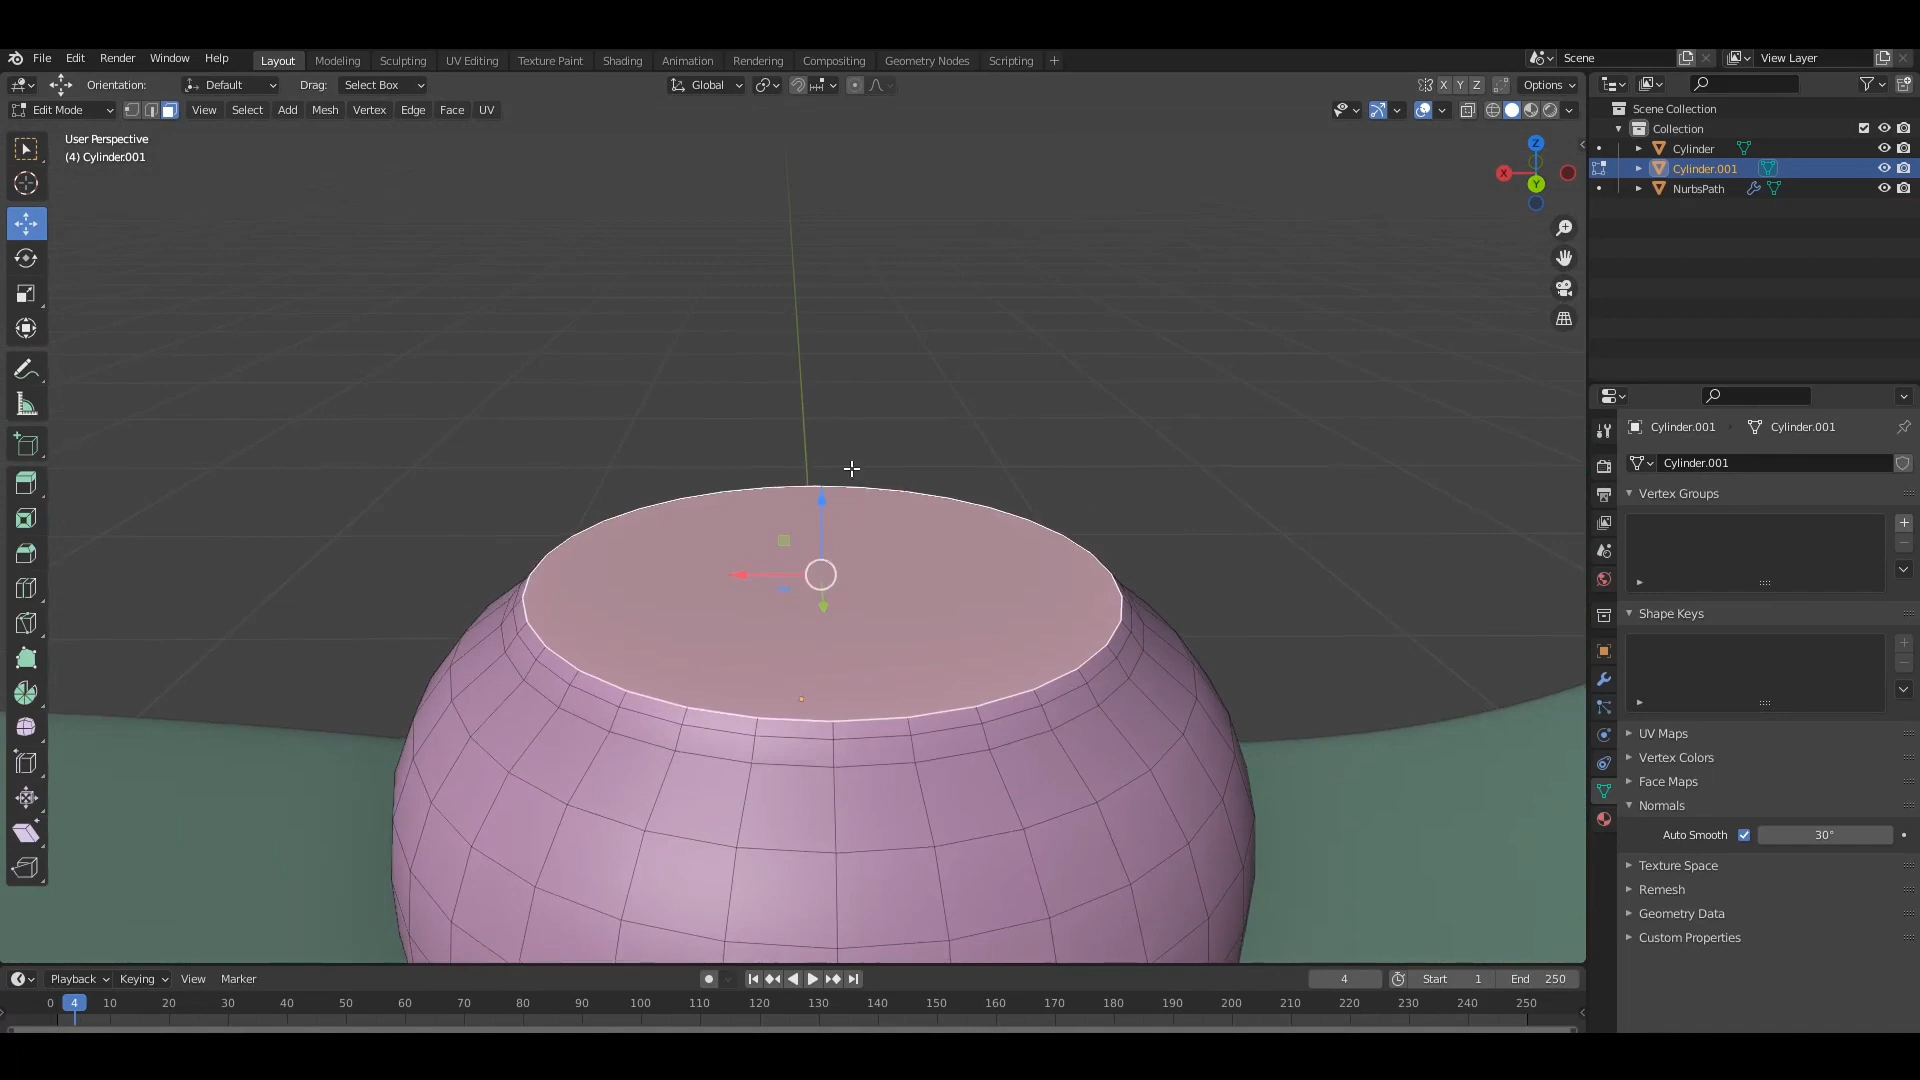 File Edit Render Window Help Layout Modeling Sculpting UV Editing Texture Paint Shading Animation Rendering Compositing Geometry Nodes Scripting + Scene View Layer
Orientation: Default Drag: Select Box Global X Y Z Options
Edit Mode View Select Add Mesh Vertex Edge Face UV
User Perspective
(4) Cylinder.001
Z
X
Y
Scene Collection
Collection
Cylinder
Cylinder.001
NurbsPath
Cylinder.001 Cylinder.001
Cylinder.001
Vertex Groups
Shape Keys
UV Maps
Vertex Colors
Face Maps
Normals
Auto Smooth 30°
Texture Space
Remesh
Geometry Data
Custom Properties
Playback Keying View Marker 4 Start 1 End 250
0 4 10 20 30 40 50 60 70 80 90 100 110 120 130 140 150 160 170 180 190 200 210 220 230 240 250